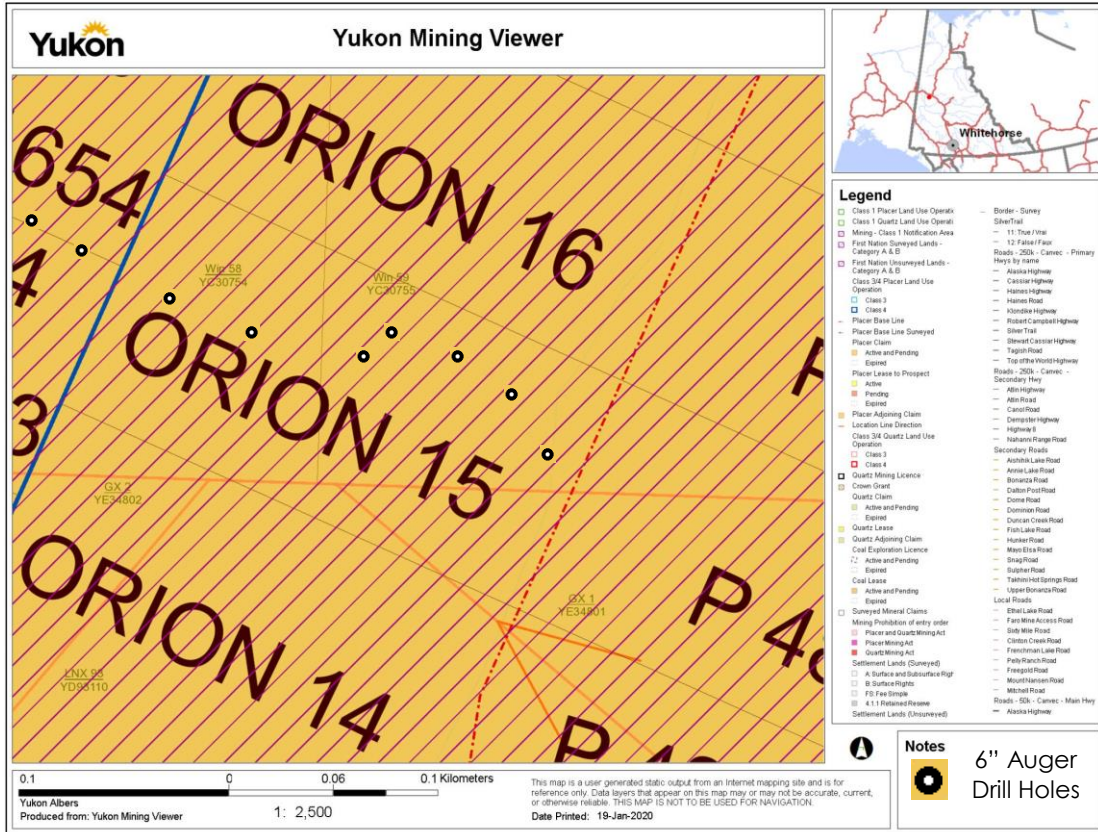 Yukon
Yukon Mining Viewer
Whitehorse
654
4
3
ORION 16
ORION 15
ORION 14
Win 58
YC30754
Win 59
YC30755
GX 2
YE34802
GX 1
YE34801
LNX 93
YD93110
P 48
P 48
Legend
Class 1 Placer Land Use Operati
Class 1 Quartz Land Use Operati
Mining - Class 1 Notification Area
First Nation Surveyed Lands -
Category A & B
First Nation Unsurveyed Lands -
Category A & B
Class 3/4 Placer Land Use
Operation
Class 3
Class 4
Placer Base Line
Placer Base Line Surveyed
Placer Claim
Active and Pending
Expired
Placer Lease to Prospect
Active
Pending
Expired
Placer Adjoining Claim
Location Line Direction
Class 3/4 Quartz Land Use
Operation
Class 3
Class 4
Quartz Mining Licence
Crown Grant
Quartz Claim
Active and Pending
Expired
Quartz Lease
Quartz Adjoining Claim
Coal Exploration Licence
Active and Pending
Expired
Coal Lease
Active and Pending
Expired
Surveyed Mineral Claims
Mining Prohibition of entry order
Placer and Quartz Mining Act
Placer Mining Act
Quartz Mining Act
Settlement Lands (Surveyed)
A: Surface and Subsurface Righ
B: Surface Rights
FS: Fee Simple
4.1.1 Retained Reserve
Settlement Lands (Unsurveyed)
Border - Survey
SilverTrail
11: True / Vrai
12: False / Faux
Roads - 250k - Canvec - Primary
Hwys by name
Alaska Highway
Cassiar Highway
Haines Highway
Haines Road
Klondike Highway
Robert Campbell Highway
Silver Trail
Stewart Cassiar Highway
Tagish Road
Top of the World Highway
Roads - 250k - Canvec -
Secondary Hwy
Atlin Highway
Atlin Road
Canol Road
Dempster Highway
Highway 8
Nahanni Range Road
Secondary Roads
Aishihik Lake Road
Annie Lake Road
Bonanza Road
Dalton Post Road
Dome Road
Dominion Road
Duncan Creek Road
Fish Lake Road
Hunker Road
Mayo Elsa Road
Snag Road
Sulpher Road
Takhini Hot Springs Road
Upper Bonanza Road
Local Roads
Ethel Lake Road
Faro Mine Access Road
Sixty Mile Road
Clinton Creek Road
Frenchman Lake Road
Pelly Ranch Road
Freegold Road
Mount Nansen Road
Mitchell Road
Roads - 50k - Canvec - Main Hwy
Alaska Highway
0.1 0 0.06 0.1 Kilometers
Yukon Albers
Produced from: Yukon Mining Viewer
1: 2,500
This map is a user generated static output from an Internet mapping site and is for
reference only. Data layers that appear on this map may or may not be accurate, current,
or otherwise reliable. THIS MAP IS NOT TO BE USED FOR NAVIGATION.
Date Printed: 19-Jan-2020
Notes
6” Auger
Drill Holes